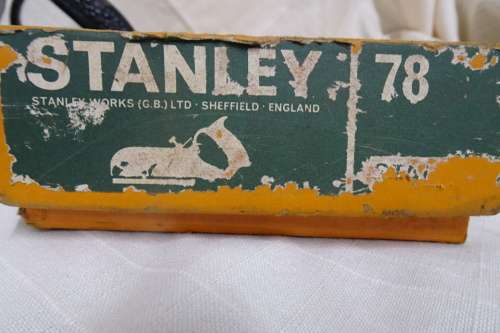 STANLEY 78
STANLEY WORKS (G.B.) LTD · SHEFFIELD · ENGLAND